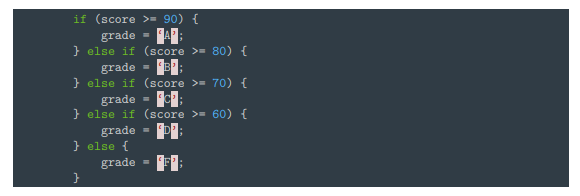 if (score >= 90) {
grade = ‘A’;
} else if (score >= 80) {
grade = ‘B’;
} else if (score >= 70) {
grade = ‘C’;
} else if (score >= 60) {
grade = ‘D’;
} else {
grade = ‘F’;
}